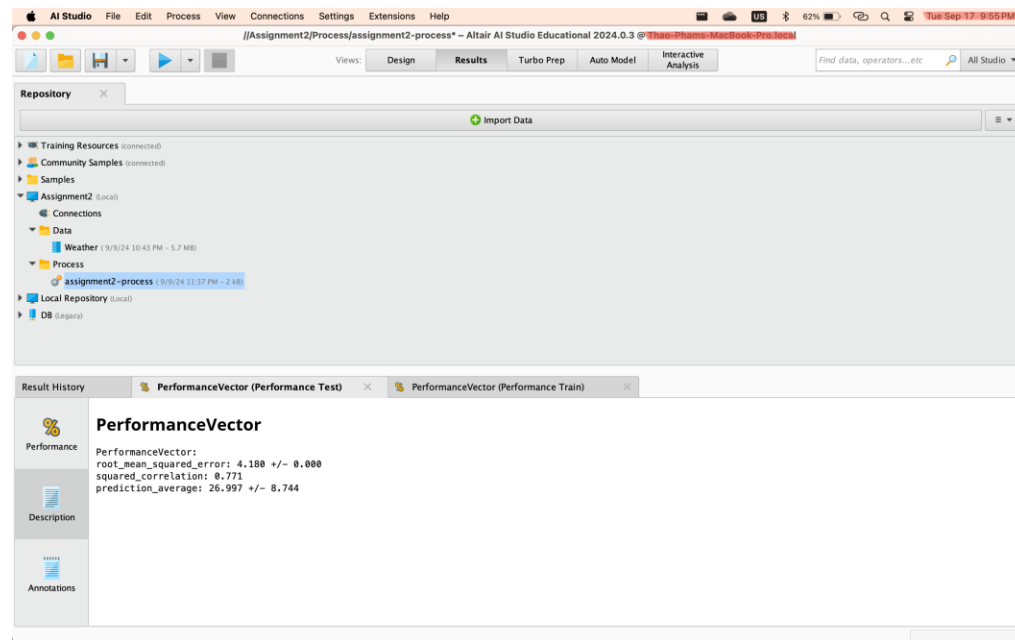 AI Studio File Edit Process View Connections Settings Extensions Help US 62% Tue Sep 17 9:55 PM
//Assignment2/Process/assignment2-process* – Altair AI Studio Educational 2024.0.3 @ Thao-Phams-MacBook-Pro.local
Views: Design Results Turbo Prep Auto Model Interactive Analysis Find data, operators...etc All Studio
Repository
Import Data
Training Resources (connected)
Community Samples (connected)
Samples
Assignment2 (Local)
Connections
Data
Weather ( 9/9/24 10:43 PM – 5.7 MB)
Process
assignment2-process ( 9/9/24 11:37 PM – 2 kB)
Local Repository (Local)
DB (Legacy)
Result History PerformanceVector (Performance Test) PerformanceVector (Performance Train)
PerformanceVector
Performance
PerformanceVector:
root_mean_squared_error: 4.180 +/- 0.000
squared_correlation: 0.771
prediction_average: 26.997 +/- 8.744
Description
Annotations